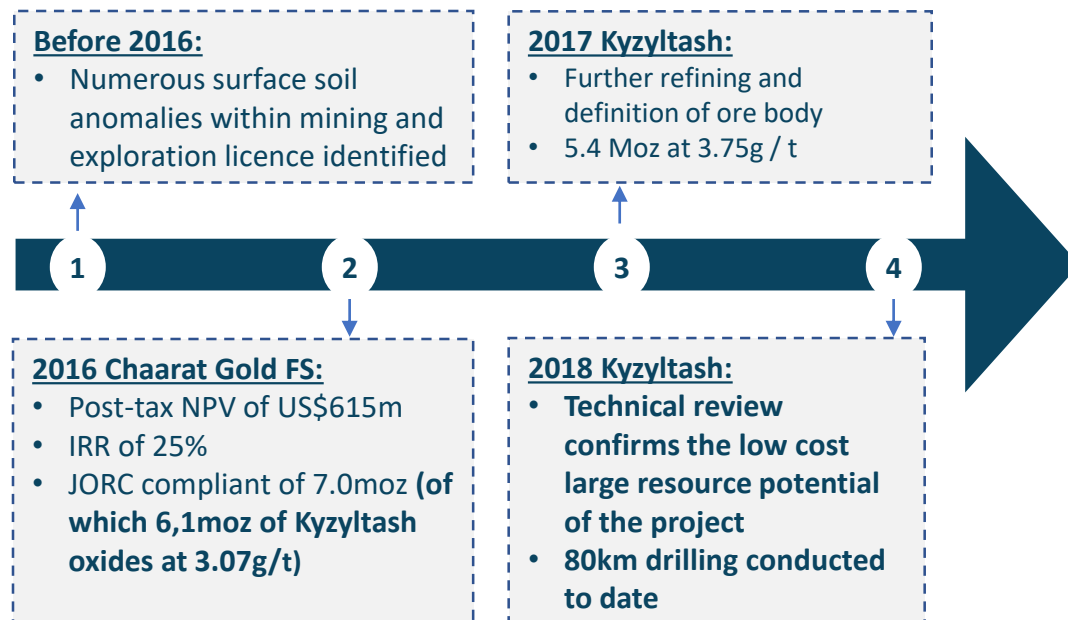 Before 2016:
• Numerous surface soil
anomalies within mining and
exploration licence identified
2017 Kyzyltash:
• Further refining and
definition of ore body
• 5.4 Moz at 3.75g / t
1
2
3
4
2016 Chaarat Gold FS:
• Post-tax NPV of US$615m
• IRR of 25%
• JORC compliant of 7.0moz (of
which 6,1moz of Kyzyltash
oxides at 3.07g/t)
2018 Kyzyltash:
• Technical review
confirms the low cost
large resource potential
of the project
• 80km drilling conducted
to date